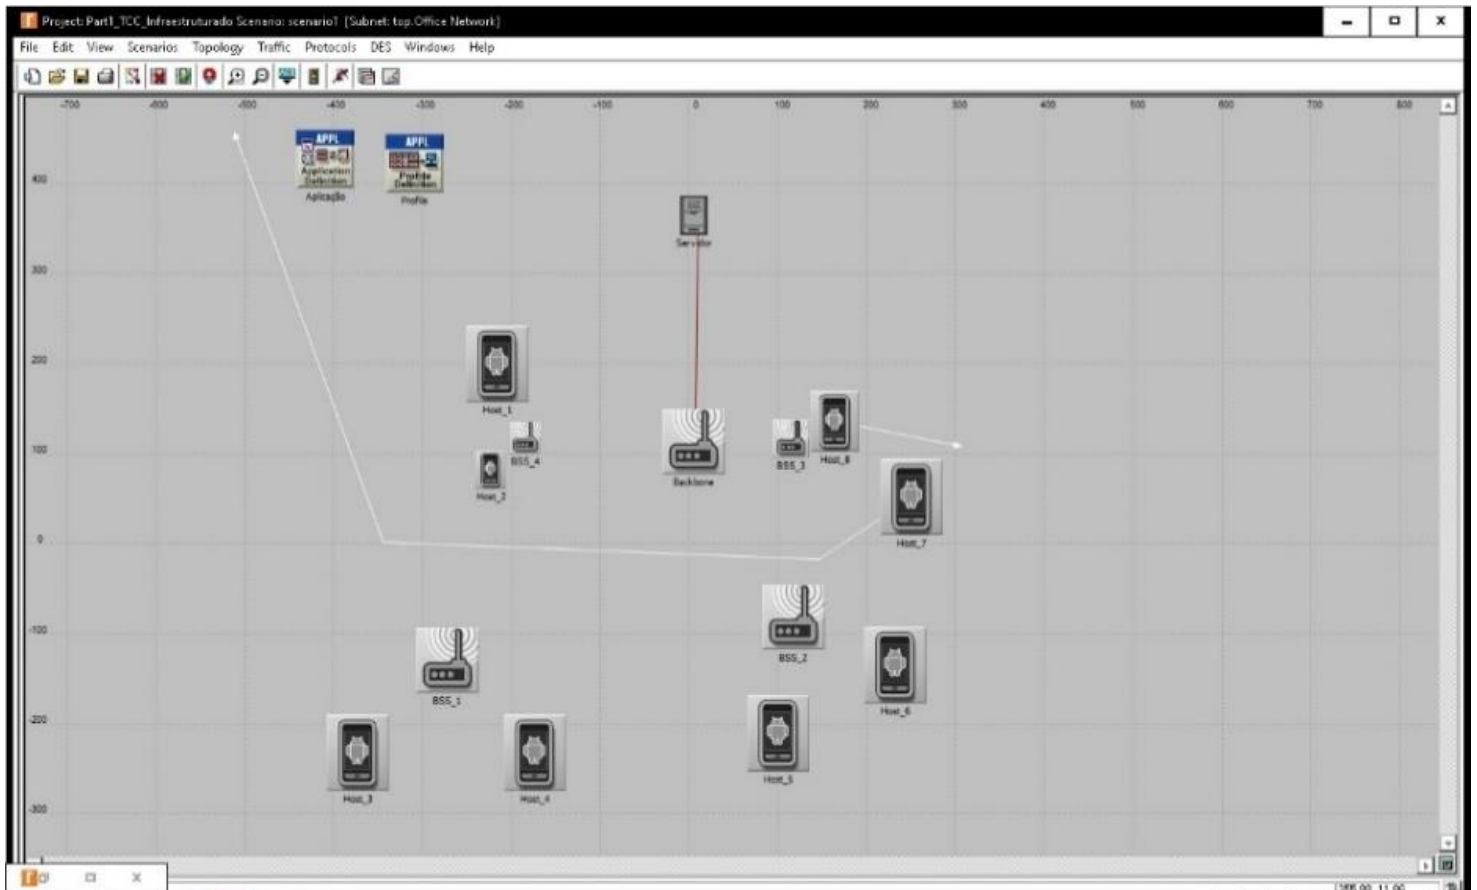 Project: Part1_TCC_Infraestruturado Scenario: scenario1 [Subnet: top.Office Network]
File Edit View Scenarios Topology Traffic Protocols DES Windows Help
-700 -600 -500 -400 -300 -200 -100 0 100 200 300 400 500 600 700 800
APPL
Application
Definition
Aplicação
APPL
Profile
Definition
Profile
400
Servidor
300
200
Host_1
100
BSS_4
Host_2
Backbone
BSS_3
Host_8
0
Host_7
-100
BSS_2
BSS_1
Host_6
-200
Host_5
Host_3
Host_4
-300